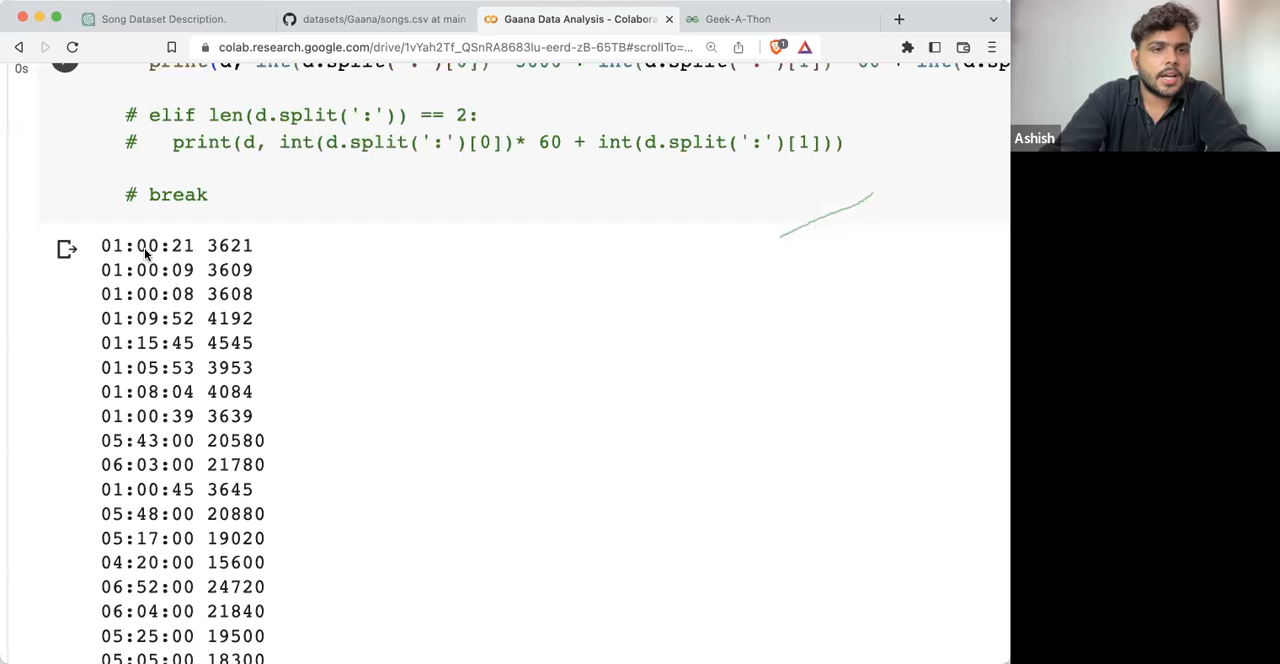 Song Dataset Description.
datasets/Gaana/songs.csv at main
Gaana Data Analysis - Colabora
Geek-A-Thon
colab.research.google.com/drive/1vYah2Tf_QSnRA8683lu-eerd-zB-65TB#scrollTo=...
1
0s
# elif len(d.split(':')) == 2:
#   print(d, int(d.split(':')[0])* 60 + int(d.split(':')[1]))
# break
01:00:21 3621
01:00:09 3609
01:00:08 3608
01:09:52 4192
01:15:45 4545
01:05:53 3953
01:08:04 4084
01:00:39 3639
05:43:00 20580
06:03:00 21780
01:00:45 3645
05:48:00 20880
05:17:00 19020
04:20:00 15600
06:52:00 24720
06:04:00 21840
05:25:00 19500
05:05:00 18300
Ashish